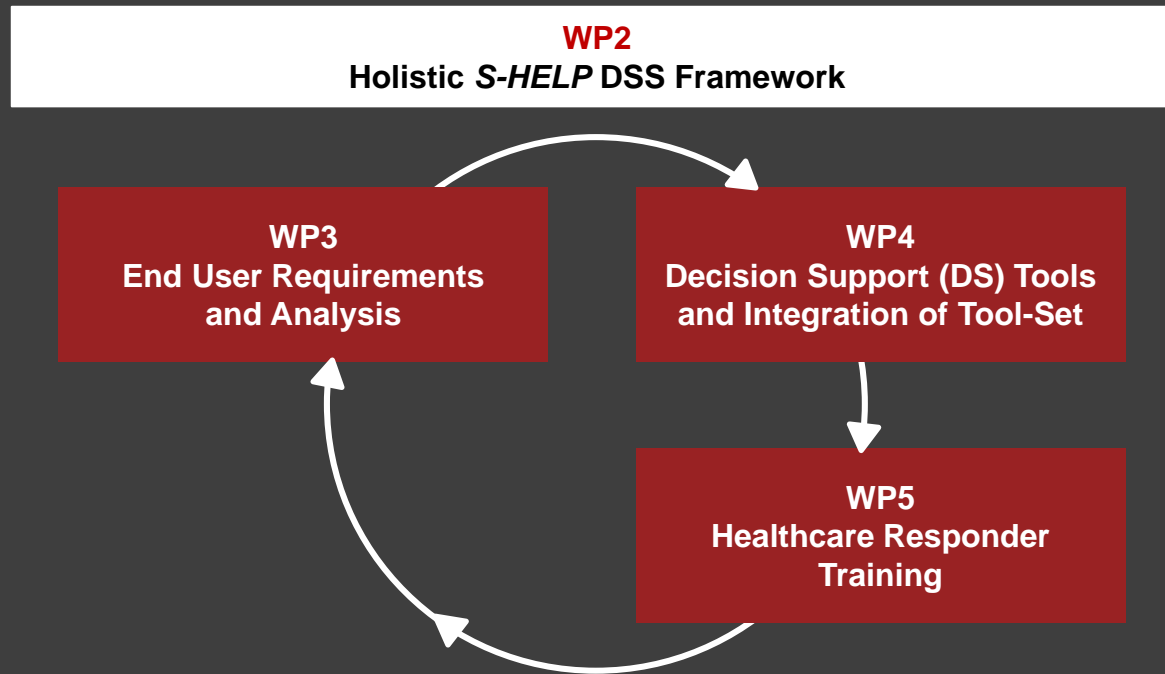 WP2
Holistic S-HELP DSS Framework
WP3
End User Requirements
and Analysis
WP4
Decision Support (DS) Tools
and Integration of Tool-Set
WP5
Healthcare Responder
Training